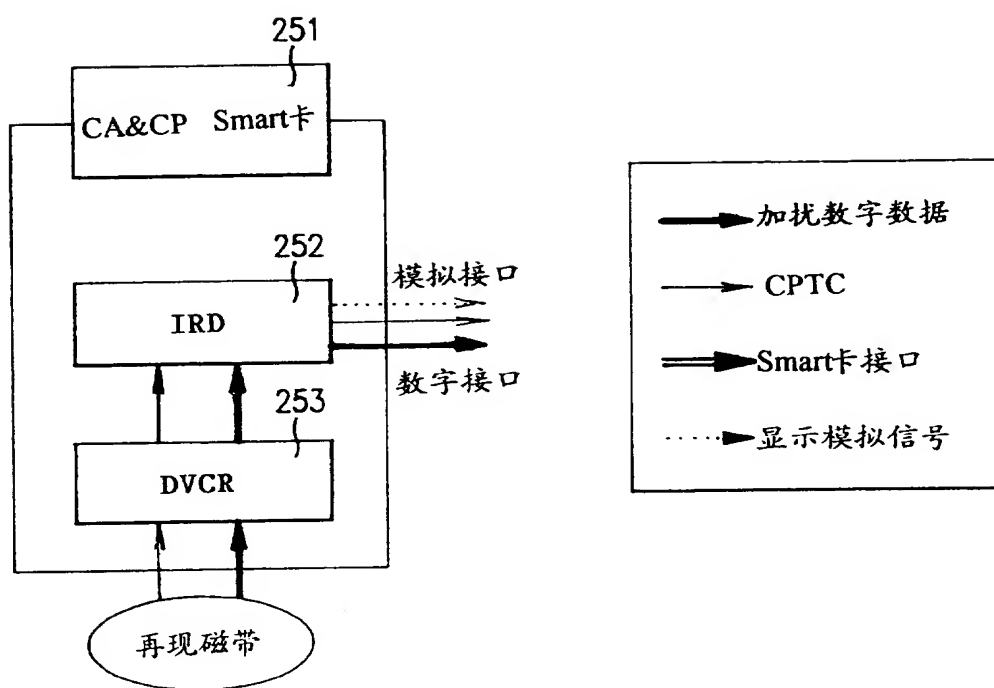 251
CA&CP Smart卡
252
IRD
模拟接口
数字接口
253
DVCR
再现磁带
加扰数字数据
CPTC
Smart卡接口
显示模拟信号